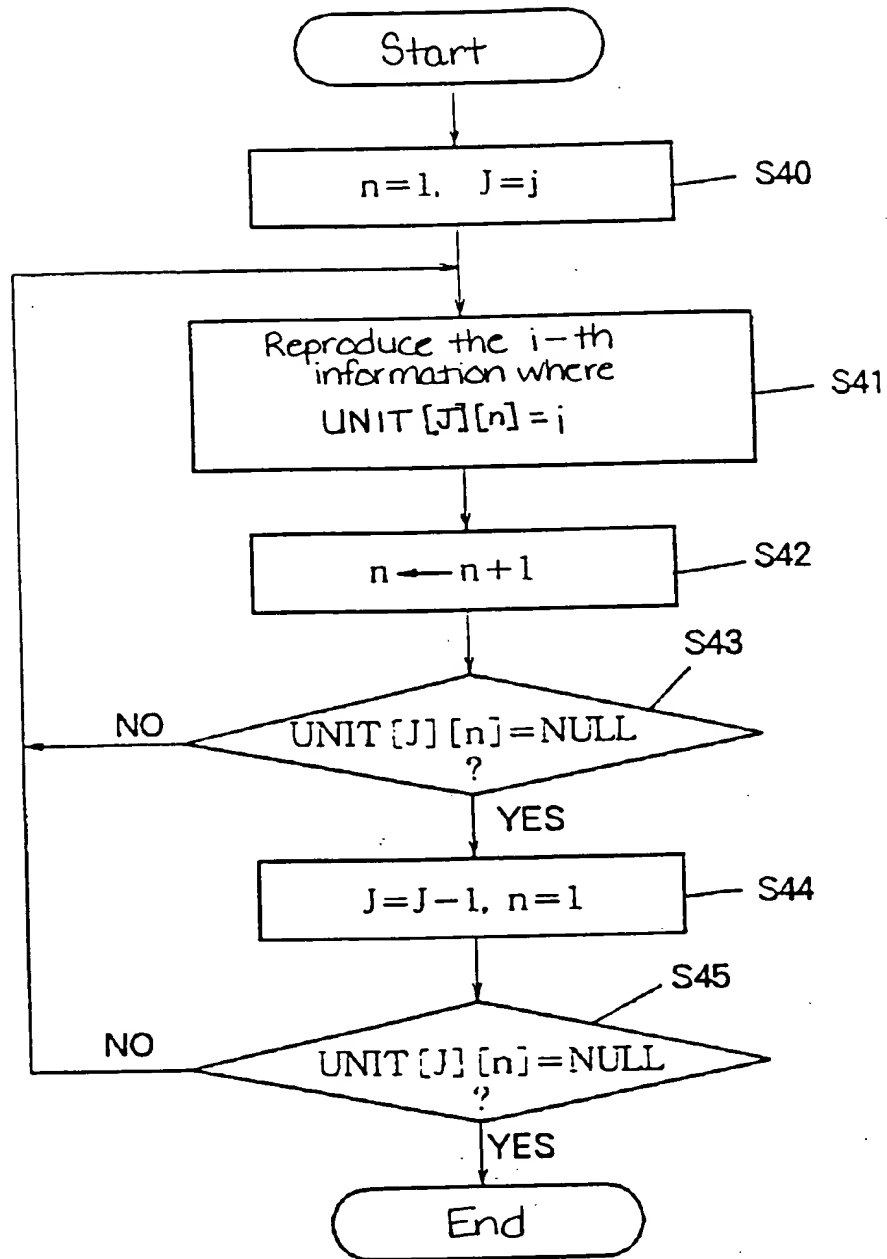 Start
n=1, J=j
S40
Reproduce the i-th
information where
UNIT[J][n]=i
S41
n ← n+1
S42
S43
NO
UNIT[J][n]=NULL
?
YES
J=J-1, n=1
S44
S45
NO
UNIT[J][n]=NULL
?
YES
End